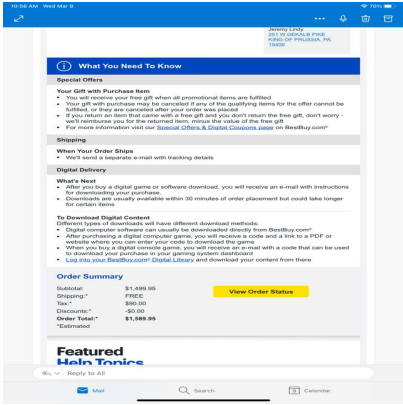 10:56 AM Wed Mar 9
70%
Jeremy Lindy
251 W DEKALB PIKE
KING OF PRUSSIA, PA
19406
What You Need To Know
Special Offers
Your Gift with Purchase Item
• You will receive your free gift when all promotional items are fulfilled
• Your gift with purchase may be canceled if any of the qualifying items for the offer cannot be
fulfilled, or they are canceled after your order was placed
• If you return an item that came with a free gift and you don't return the free gift, don't worry -
we'll reimburse you for the returned item, minus the value of the free gift
• For more information visit our Special Offers & Digital Coupons page on BestBuy.com®
Shipping
When Your Order Ships
• We'll send a separate e-mail with tracking details
Digital Delivery
What's Next
• After you buy a digital game or software download, you will receive an e-mail with instructions
for downloading your purchase.
• Downloads are usually available within 30 minutes of order placement but could take longer
for certain items
To Download Digital Content
Different types of downloads will have different download methods:
• Digital computer software can usually be downloaded directly from BestBuy.com®
• After purchasing a digital computer game, you will receive a code and a link to a PDF or
website where you can enter your code to download the game
• When you buy a digital console game, you will receive an e-mail with a code that can be used
to download your purchase in your gaming system dashboard
• Log into your BestBuy.com® Digital Library and download your content from there
Order Summary
Subtotal: $1,499.95
Shipping:* FREE
Tax:* $90.00
Discounts:* -$0.00
Order Total:* $1,589.95
*Estimated
View Order Status
Featured
Help Topics
Reply to All
Mail
Search
9 Calendar